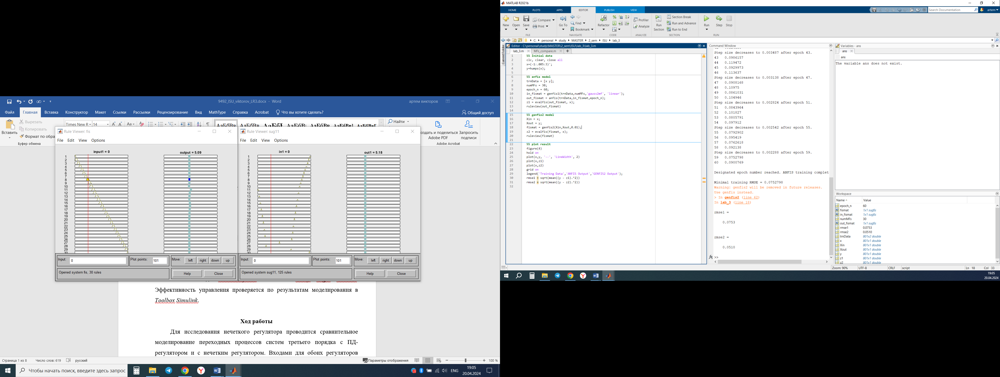 9492_ISU_viktorov_LR3.docx - Word
артем викторов
Файл Главная Вставка Конструктор Макет Ссылки Рассылки Рецензирование Вид MathType Справка Acrobat Что вы хотите сделать? Общий доступ
Вставить
Вырезать
Копировать
Формат по обра
Буфер обмена
Times New R 14
Найти
оздать и поделиться
Adobe PDF
Запросить
подписи
Adobe Acrobat
Rule Viewer: fis
File Edit View Options
input1 = 0
output = 5.09
1
2
3
4
5
6
7
8
9
10
11
12
13
14
15
16
17
18
19
20
21
22
23
24
25
26
27
28
29
30
Input: 0
Plot points: 101
Move: left right down up
Opened system fis, 30 rules
Help Close
Rule Viewer: sug11
File Edit View Options
in1 = 0
out1 = 5.18
1
2
3
4
5
6
7
8
9
10
11
12
13
14
15
16
17
18
19
20
21
22
23
24
25
26
27
28
29
Input: 0
Plot points: 101
Move: left right down up
Opened system sug11, 125 rules
Help Close
Эффективность управления проверяется по результатам моделирования в
Toolbox Simulink.
Ход работы
Для исследования нечеткого регулятора проводится сравнительное
моделирование переходных процессов систем третьего порядка с ПД-
регулятором и с нечетким регулятором. Входами для обоих регуляторов
Страница 1 из 8 Число слов: 619 русский
Параметры отображения
100 %
Чтобы начать поиск, введите здесь запрос
ENG
19:05
20.04.2024
MATLAB R2021b
HOME PLOTS APPS EDITOR PUBLISH VIEW
Search Documentation
artem
New Open Save
Compare
Print
Go To
Find
Bookmark
Refactor
Profiler
Analyze
Run
Section
Section Break
Run and Advance
Run to End
Run Step Stop
FILE NAVIGATE CODE ANALYZE SECTION RUN
C: personal study MASTER 2_sem ISU lab_3
Current Folder
Editor - C:\personal\study\MASTER\2_sem\ISU\lab_3\lab_3.m
lab_3.m MFs_compare.m
1 %% Initial data
2 clc, clear, close all
3 x=(-1:.005:3)';
4 y=humps(x);
5
6 %% anfis model
7 trnData = [x y];
8 numMFs = 30;
9 epoch_n = 60;
10 in_fismat = genfis1(trnData,numMFs,'gauss2mf', 'linear');
11 out_fismat = anfis(trnData,in_fismat,epoch_n);
12 z1 = evalfis(out_fismat, x);
13 ruleview(out_fismat)
14
15 %% genfis2 model
16 Xin = x;
17 Xout = y;
18 fismat = genfis2(Xin,Xout,0.01);
19 z2 = evalfis(fismat, x);
20 ruleview(fismat)
21
22 %% plot result
23 figure(4)
24 hold on
25 plot(x,y, '--', 'LineWidth', 2)
26 plot(x,z1)
27 plot(x,z2)
28 grid on
29 legend('Training Data','ANFIS Output','GENFIS2 Output');
30 rmse1 = sqrt(mean((y - z1).^2))
31 rmse2 = sqrt(mean((y - z2).^2))
32
Command Window
Step size decreases to 0.003487 after epoch 43.
43 0.0986157
44 0.119472
45 0.0929973
46 0.113637
Step size decreases to 0.003138 after epoch 47.
47 0.0908168
48 0.10975
49 0.0861031
50 0.104946
Step size decreases to 0.002824 after epoch 51.
51 0.0843964
52 0.101827
53 0.0805791
54 0.097912
Step size decreases to 0.002542 after epoch 55.
55 0.0792902
56 0.095419
57 0.0762618
58 0.092138
Step size decreases to 0.002288 after epoch 59.
59 0.0752798
60 0.0900769
Designated epoch number reached. ANFIS training complet
Minimal training RMSE = 0.0752798
Warning: genfis2 will be removed in future releases.
Use genfis instead.
> In genfis2 (line 62)
In lab_3 (line 18)
rmse1 =
0.0753
rmse2 =
0.0510
fx >>
Variables - ans
ans
ans
The variable ans does not exist.
Workspace
Name Value
epoch_n 60
fismat 1x1 sugfis
in_fismat 1x1 sugfis
numMFs 30
out_fismat 1x1 sugfis
rmse1 0.0753
rmse2 0.0510
trnData 801x2 double
x 801x1 double
Xin 801x1 double
Xout 801x1 double
y 801x1 double
z1 801x1 double
z2 801x1 double
Zoom: 90% UTF-8 CRLF script Ln 18 Col 33
19:05
20.04.2024